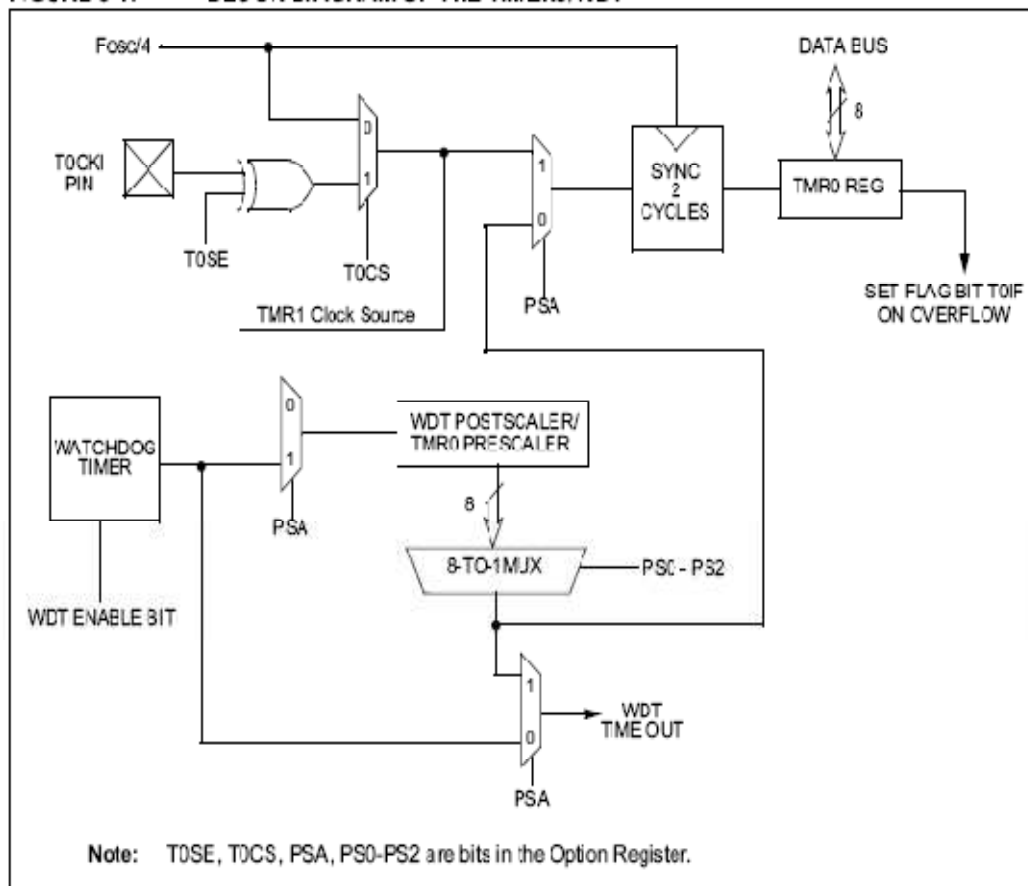 Fosc/4
DATA BUS
8
T0CKI
PIN
0
1
T0SE
T0CS
1
0
PSA
SYNC
2
CYCLES
TMR0 REG
SET FLAG BIT T0IF
ON OVERFLOW
TMR1 Clock Source
WATCHDOG
TIMER
0
1
PSA
WDT POSTSCALER/
TMR0 PRESCALER
8
8-TO-1MUX
PS0 - PS2
WDT ENABLE BIT
1
0
WDT
TIME OUT
PSA
Note: T0SE, T0CS, PSA, PS0-PS2 are bits in the Option Register.